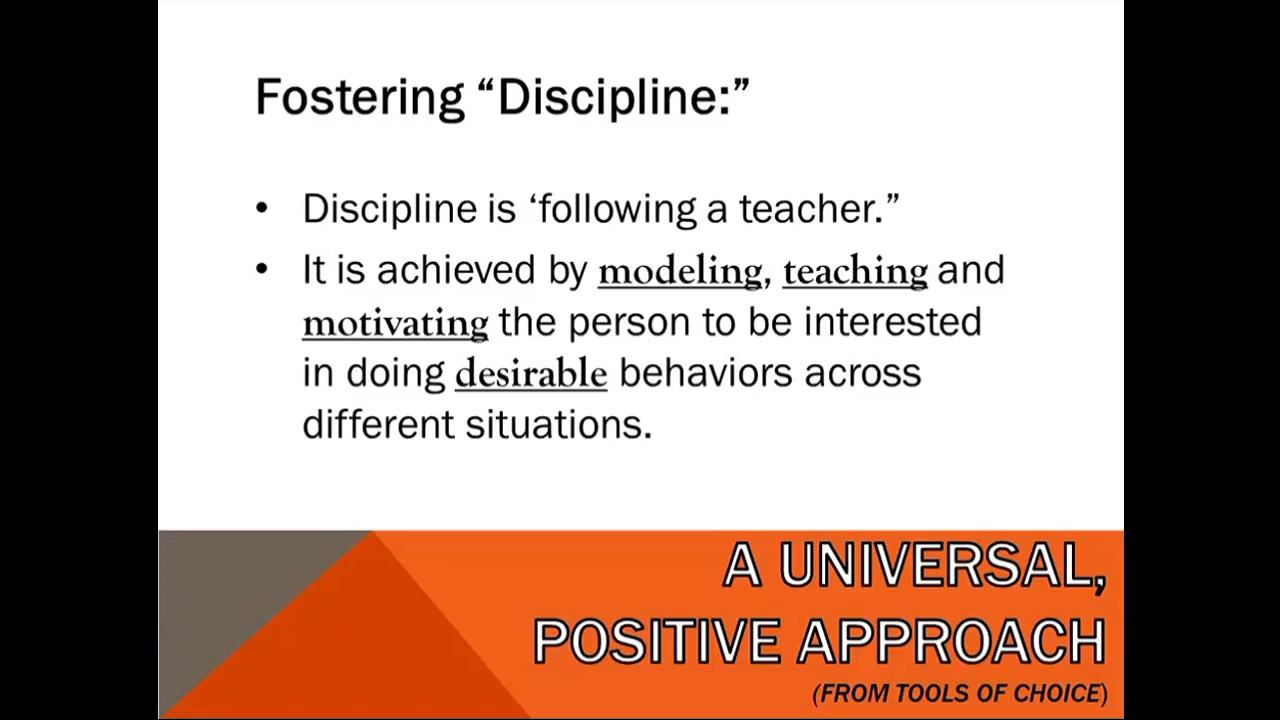 Fostering “Discipline:”
• Discipline is ‘following a teacher.”
• It is achieved by modeling, teaching and
motivating the person to be interested
in doing desirable behaviors across
different situations.
A UNIVERSAL,
POSITIVE APPROACH
(FROM TOOLS OF CHOICE)